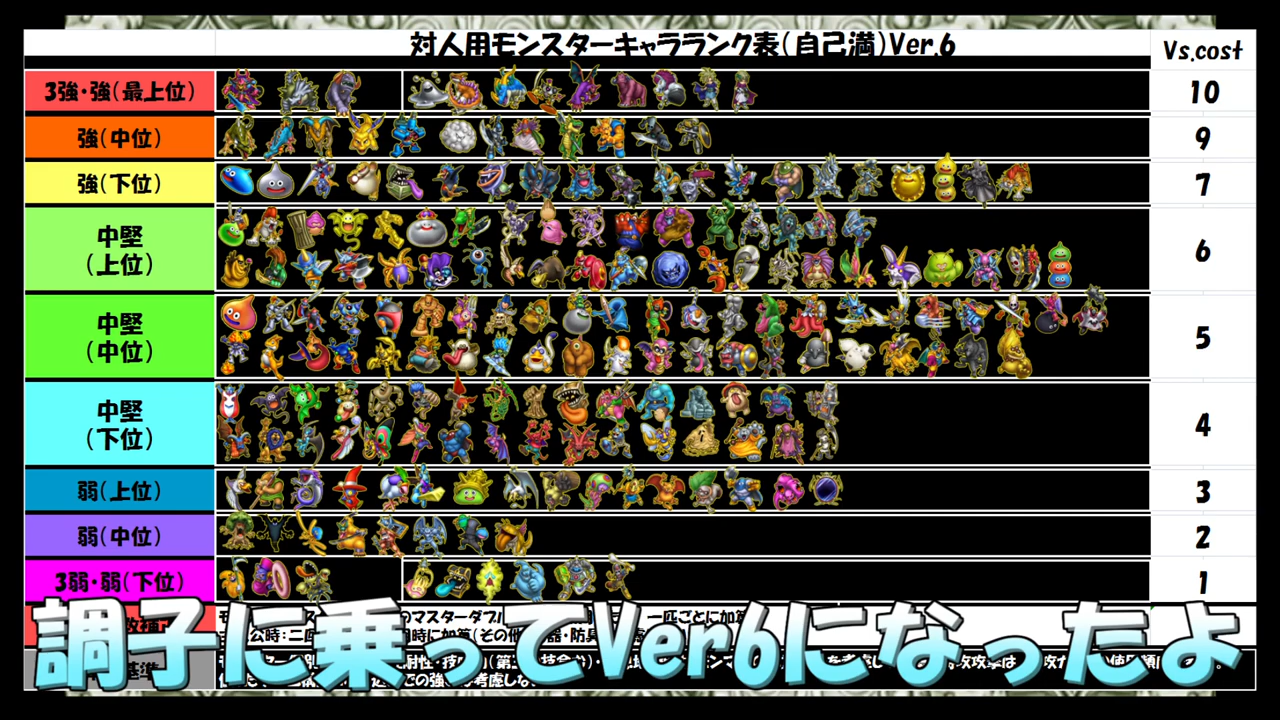 対人用モンスターキャラランク表(自己満)Ver.6
Vs.cost
3強・強(最上位)
10
強(中位)
9
強(下位)
7
中堅
(上位)
6
中堅
(中位)
5
中堅
(下位)
4
弱(上位)
3
弱(中位)
2
3弱・弱(下位)
1
調子に乗ってVer6になったよ